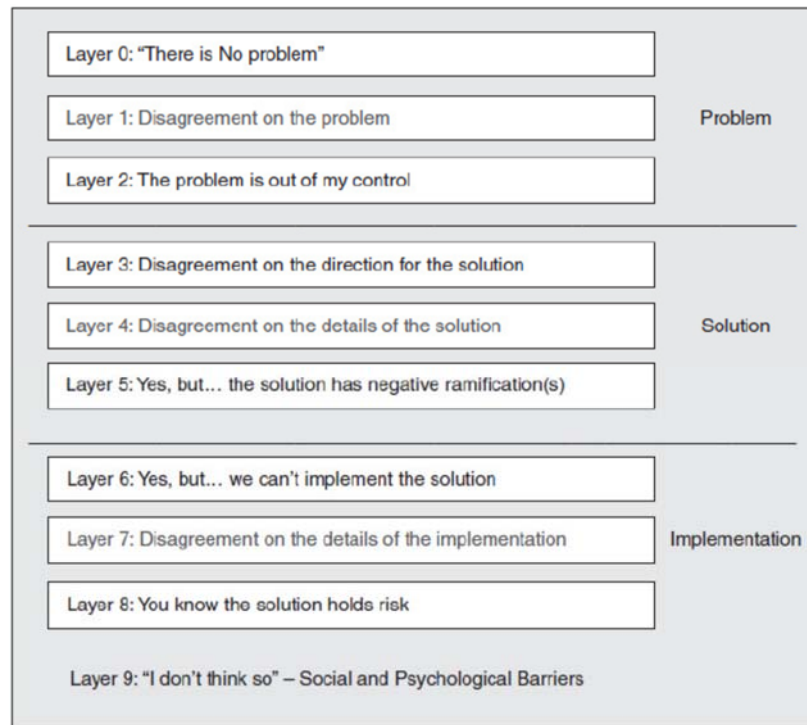 Layer 0: “There is No problem”
Layer 1: Disagreement on the problem
Problem
Layer 2: The problem is out of my control
Layer 3: Disagreement on the direction for the solution
Layer 4: Disagreement on the details of the solution
Solution
Layer 5: Yes, but... the solution has negative ramification(s)
Layer 6: Yes, but... we can’t implement the solution
Layer 7: Disagreement on the details of the implementation
Implementation
Layer 8: You know the solution holds risk
Layer 9: “I don’t think so” – Social and Psychological Barriers